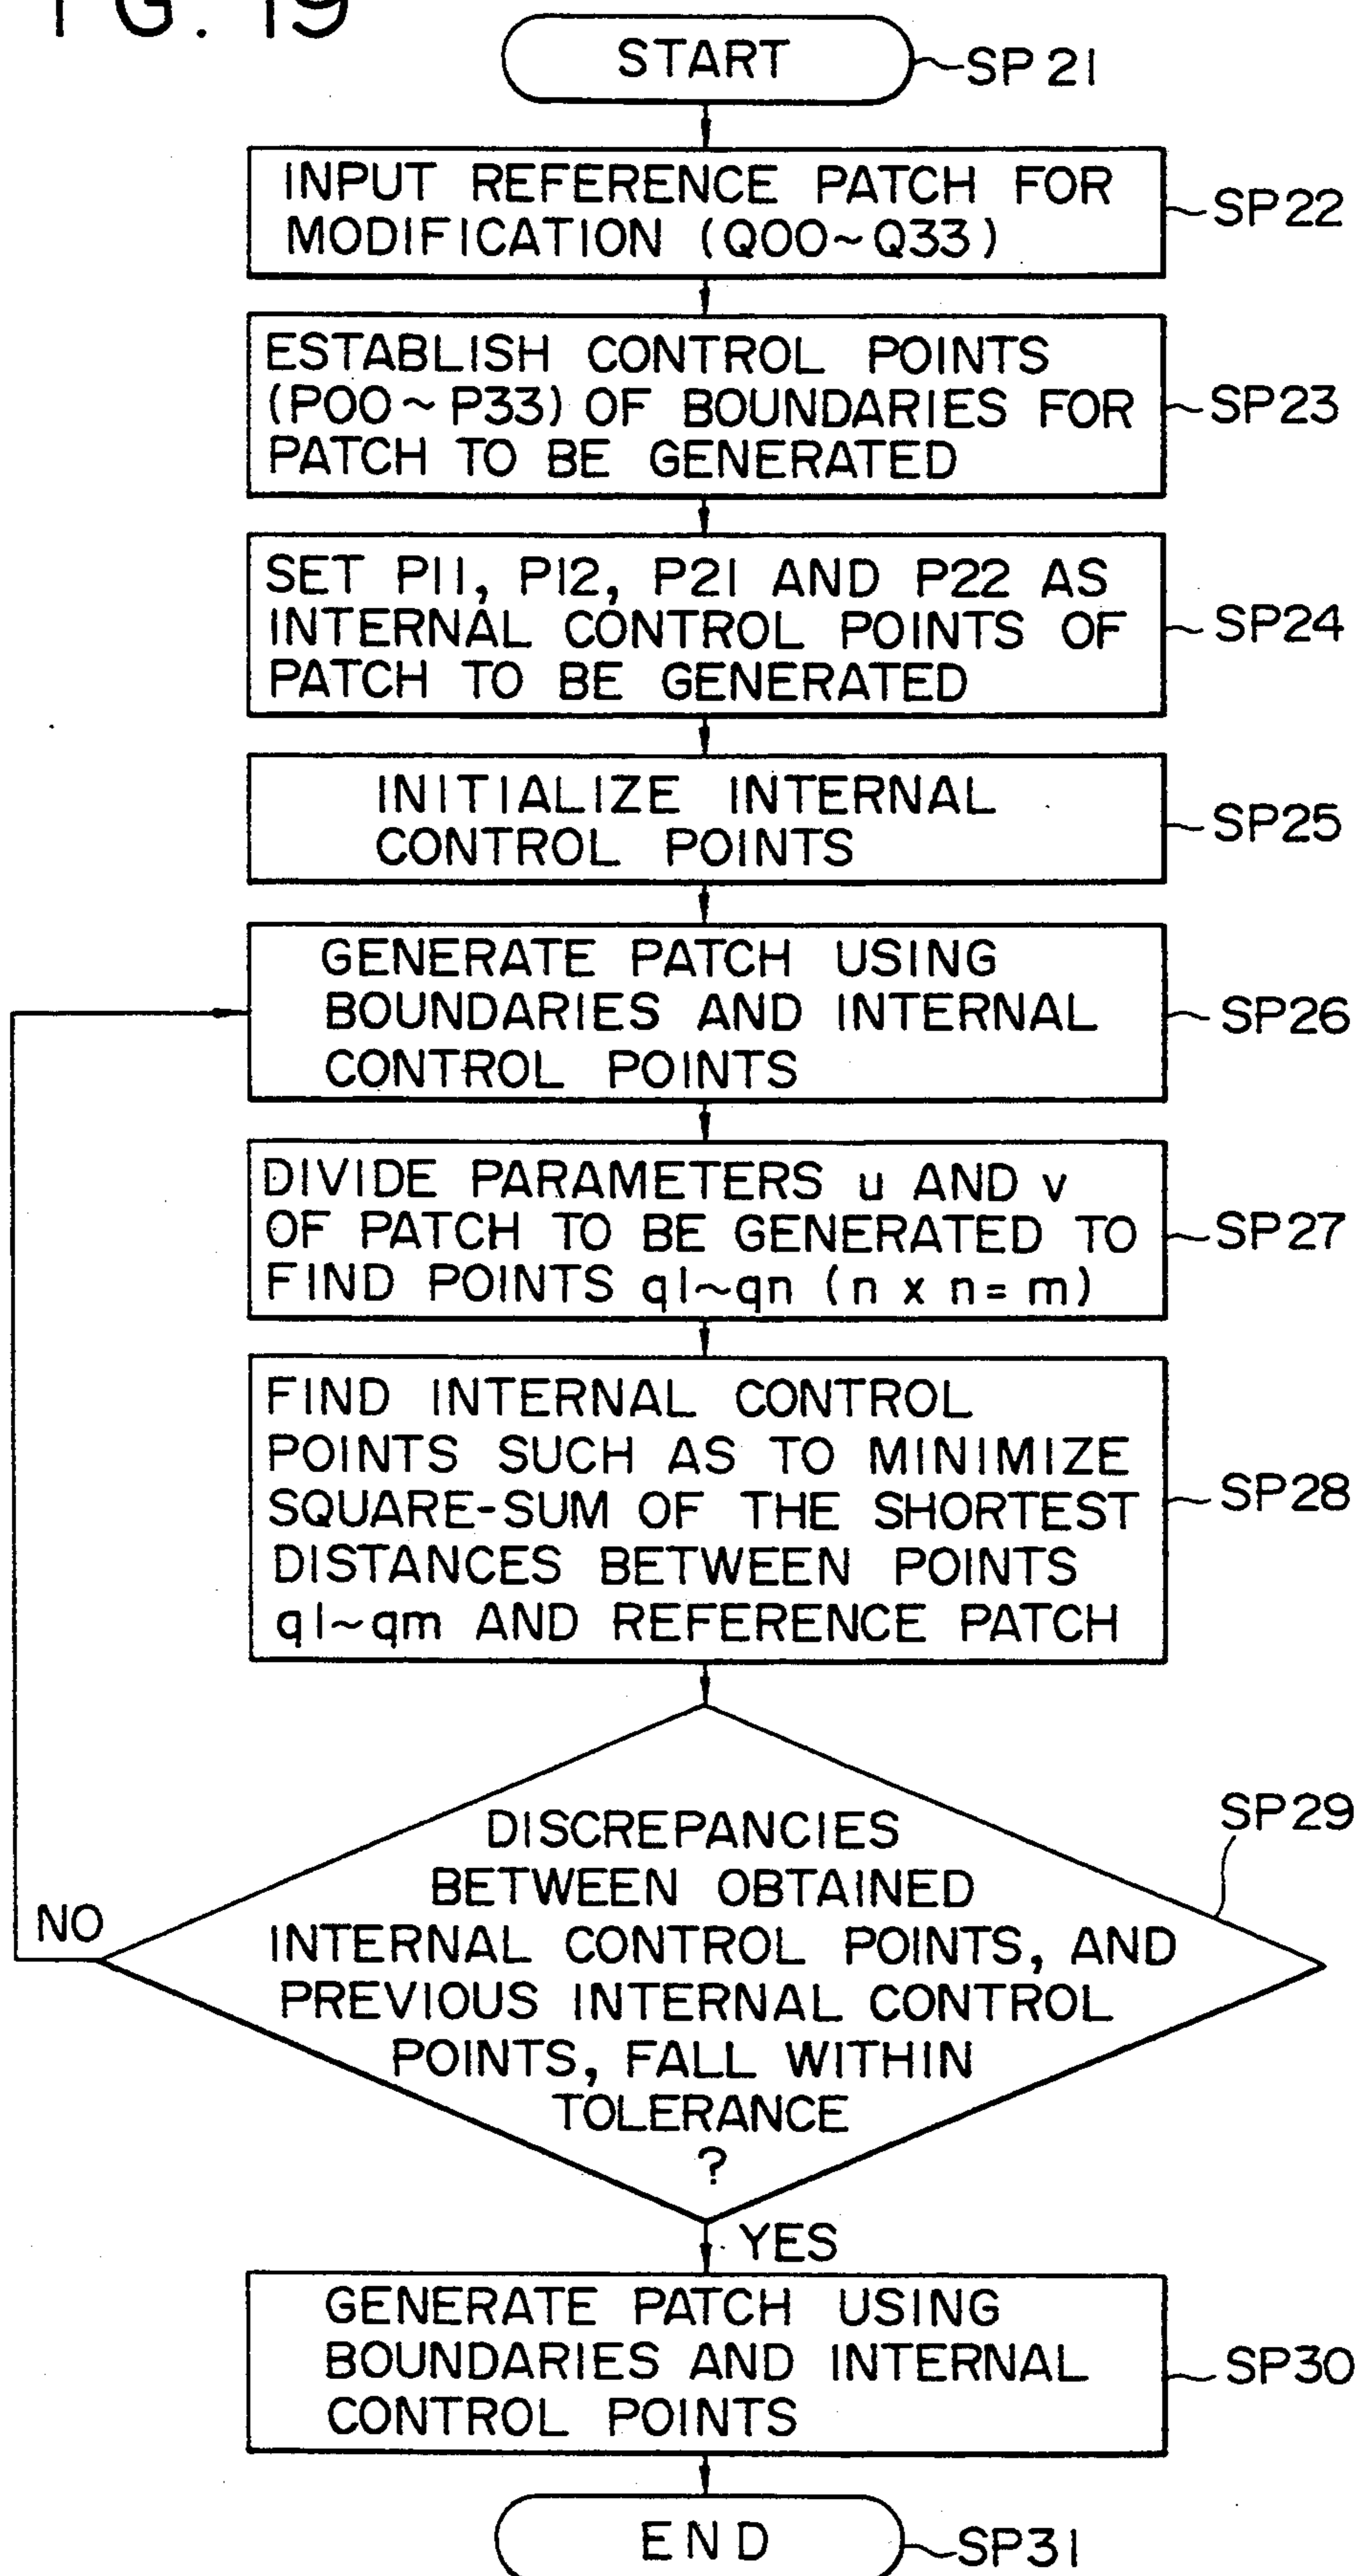 FIG. 19
START
SP21
INPUT REFERENCE PATCH FOR
MODIFICATION (Q00~Q33)
SP22
ESTABLISH CONTROL POINTS
(P00~P33) OF BOUNDARIES FOR
PATCH TO BE GENERATED
SP23
SET P11, P12, P21 AND P22 AS
INTERNAL CONTROL POINTS OF
PATCH TO BE GENERATED
SP24
INITIALIZE INTERNAL
CONTROL POINTS
SP25
GENERATE PATCH USING
BOUNDARIES AND INTERNAL
CONTROL POINTS
SP26
DIVIDE PARAMETERS u AND v
OF PATCH TO BE GENERATED TO
FIND POINTS q1~qn (n x n = m)
SP27
FIND INTERNAL CONTROL
POINTS SUCH AS TO MINIMIZE
SQUARE-SUM OF THE SHORTEST
DISTANCES BETWEEN POINTS
q1~qm AND REFERENCE PATCH
SP28
DISCREPANCIES
BETWEEN OBTAINED
INTERNAL CONTROL POINTS, AND
PREVIOUS INTERNAL CONTROL
POINTS, FALL WITHIN
TOLERANCE
?
SP29
NO
YES
GENERATE PATCH USING
BOUNDARIES AND INTERNAL
CONTROL POINTS
SP30
END
SP31